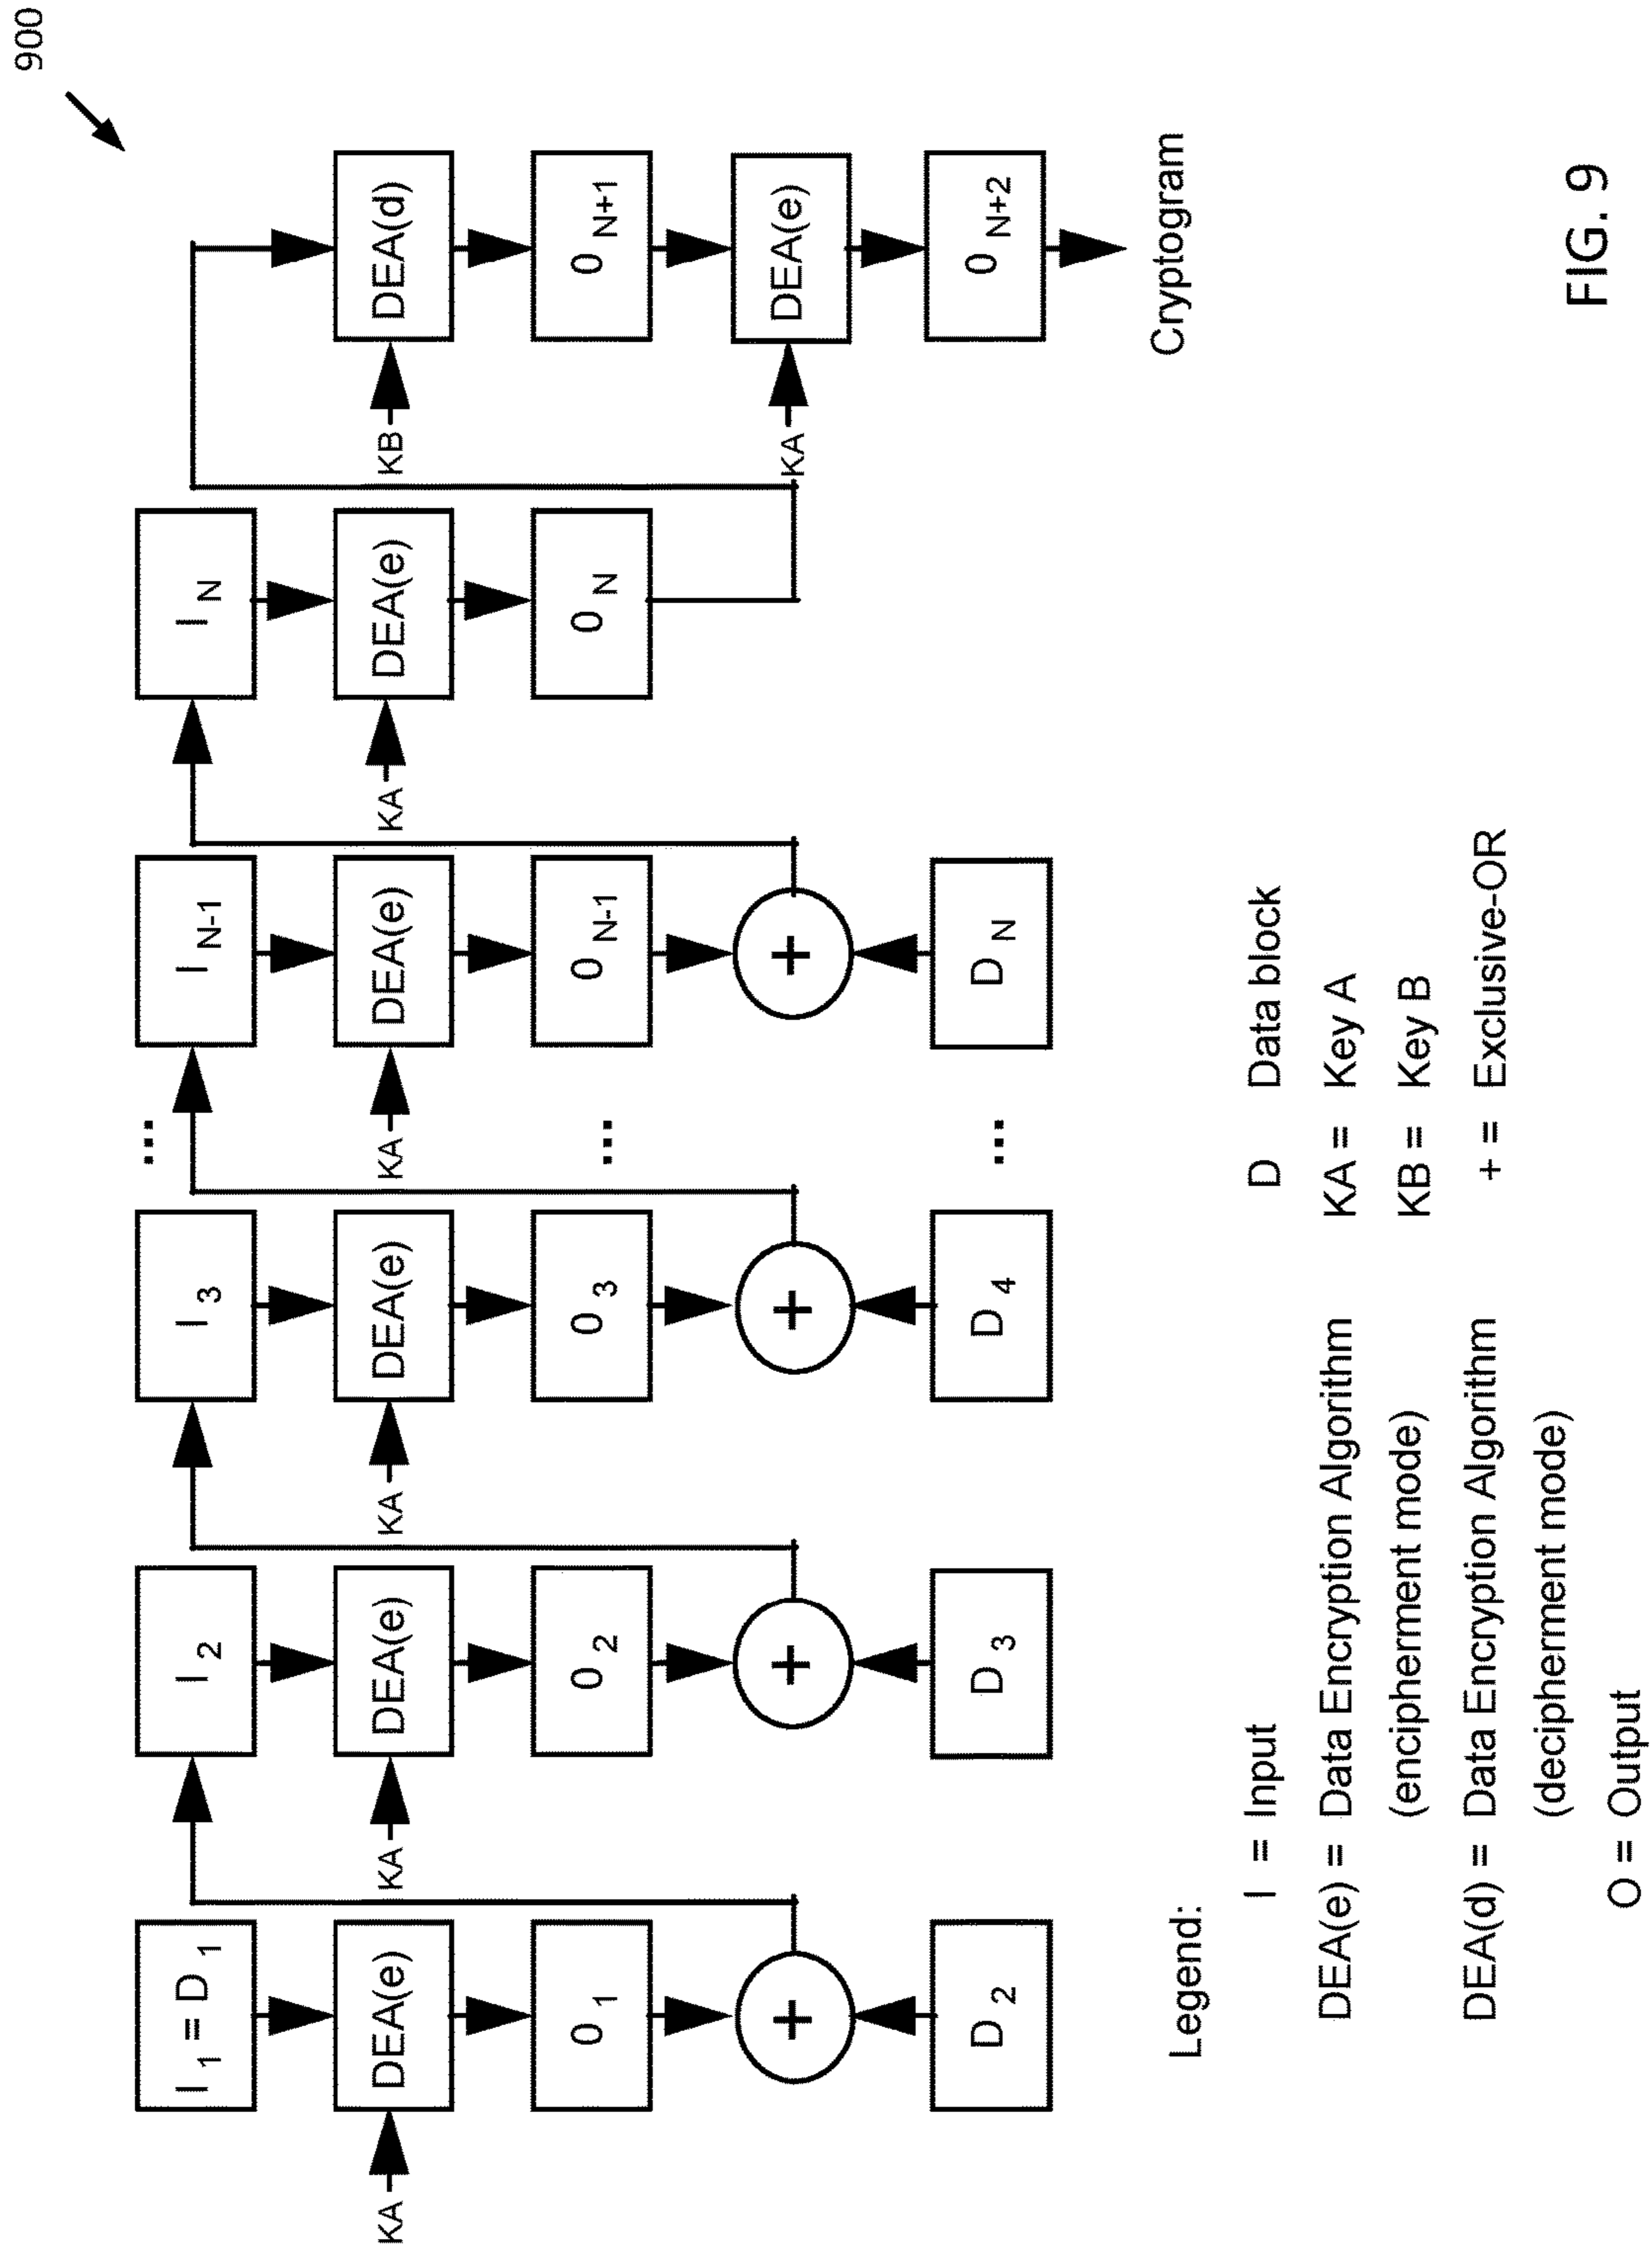 900
I 1 = D 1
I 2
I 3
...
I N-1
I N
KA
DEA(e)
KA
DEA(e)
KA
DEA(e)
KA
DEA(e)
KA
DEA(e)
KB
DEA(d)
0 1
0 2
0 3
...
0 N-1
0 N
0 N+1
+
+
+
+
KA
DEA(e)
D 2
D 3
D 4
...
D N
0 N+2
Cryptogram
Legend:
I = Input
DEA(e) = Data Encryption Algorithm
(encipherment mode)
DEA(d) = Data Encryption Algorithm
(decipherment mode)
O = Output
D Data block
KA = Key A
KB = Key B
+ = Exclusive-OR
FIG. 9